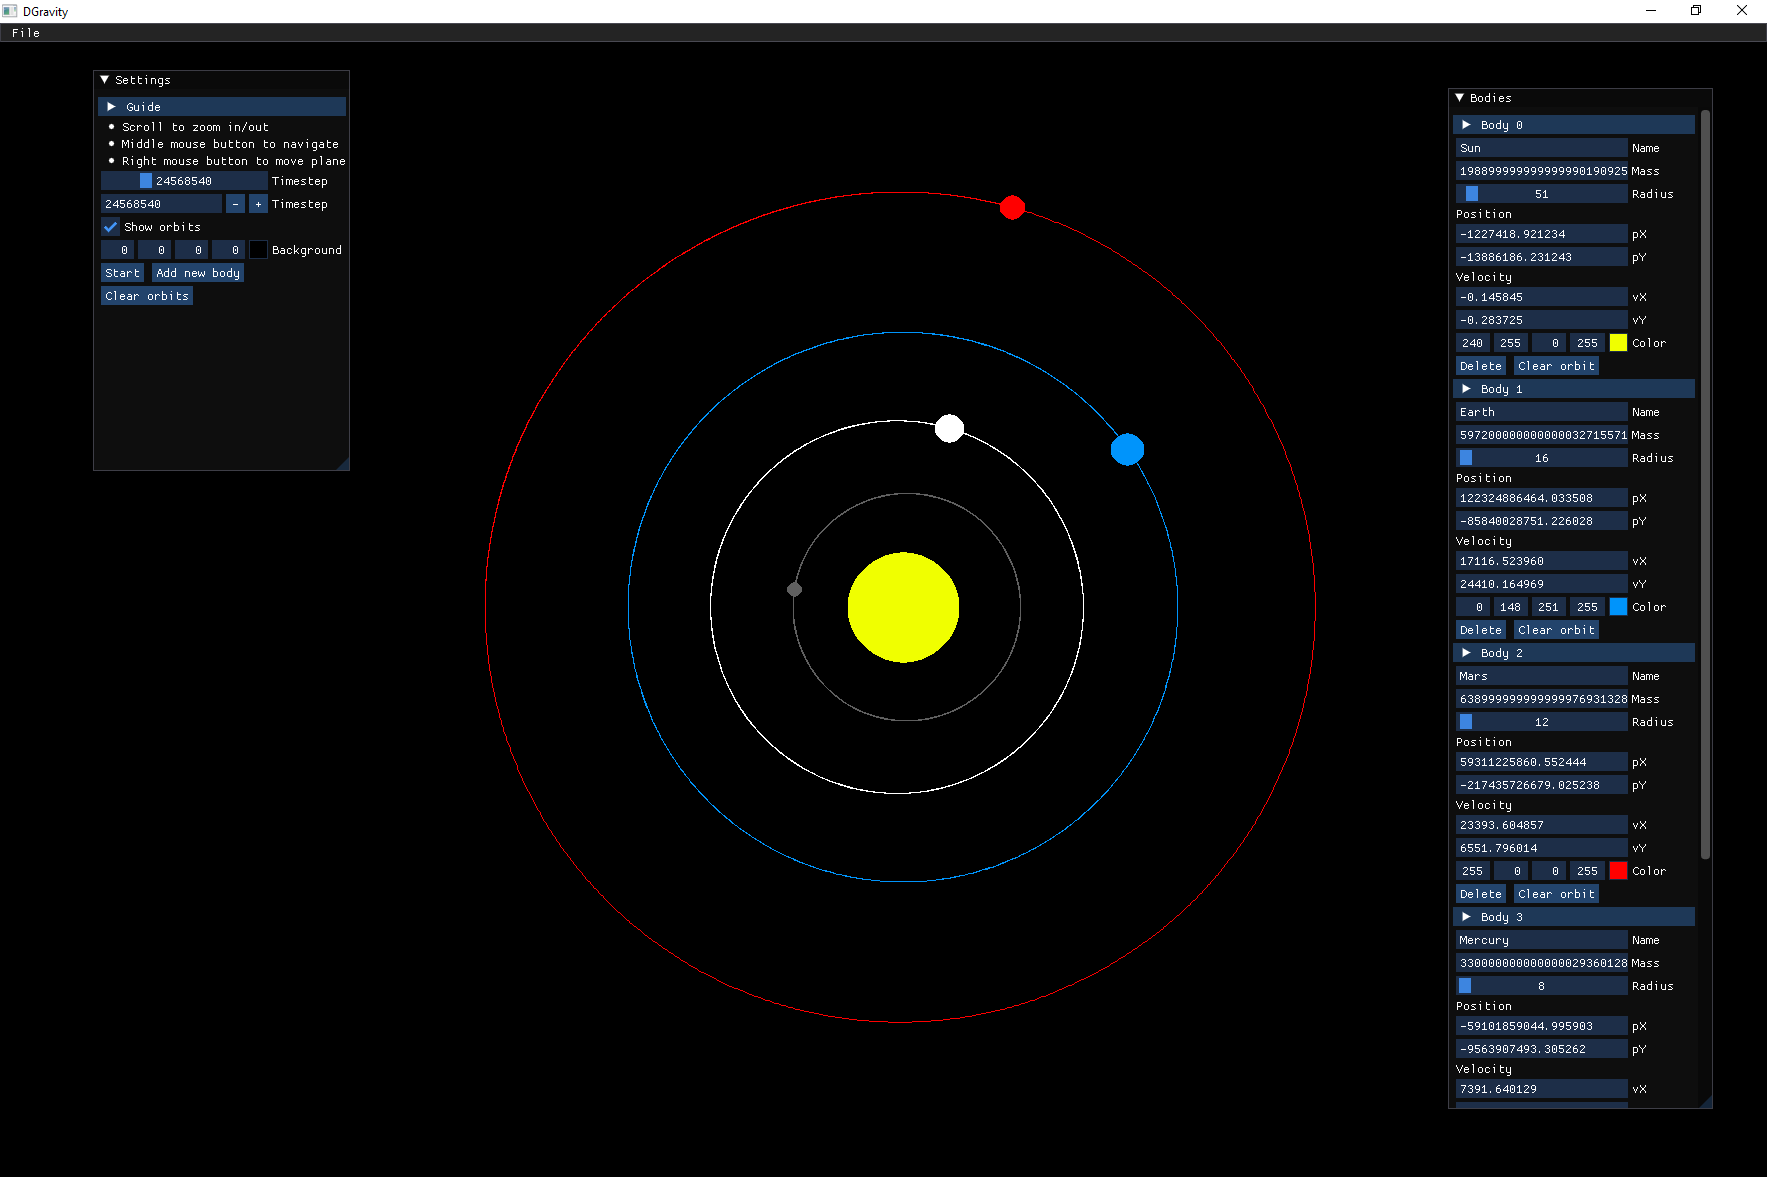 DGravity
File
Settings
Guide
Scroll to zoom in/out
Middle mouse button to navigate
Right mouse button to move plane
24568540 Timestep
24568540 - + Timestep
Show orbits
0 0 0 0 Background
Start Add new body
Clear orbits
Bodies
Body 0
Sun Name
1988999999999999990190925 Mass
51 Radius
Position
-1227418.921234 pX
-13886186.231243 pY
Velocity
-0.145845 vX
-0.283725 vY
240 255 0 255 Color
Delete Clear orbit
Body 1
Earth Name
5972000000000000032715571 Mass
16 Radius
Position
122324886464.033508 pX
-85840028751.226028 pY
Velocity
17116.523960 vX
24410.164969 vY
0 148 251 255 Color
Delete Clear orbit
Body 2
Mars Name
6389999999999999976931328 Mass
12 Radius
Position
59311225860.552444 pX
-217435726679.025238 pY
Velocity
23393.604857 vX
6551.796014 vY
255 0 0 255 Color
Delete Clear orbit
Body 3
Mercury Name
3300000000000000029360128 Mass
8 Radius
Position
-59101859044.995903 pX
-9563907493.305262 pY
Velocity
7391.640129 vX